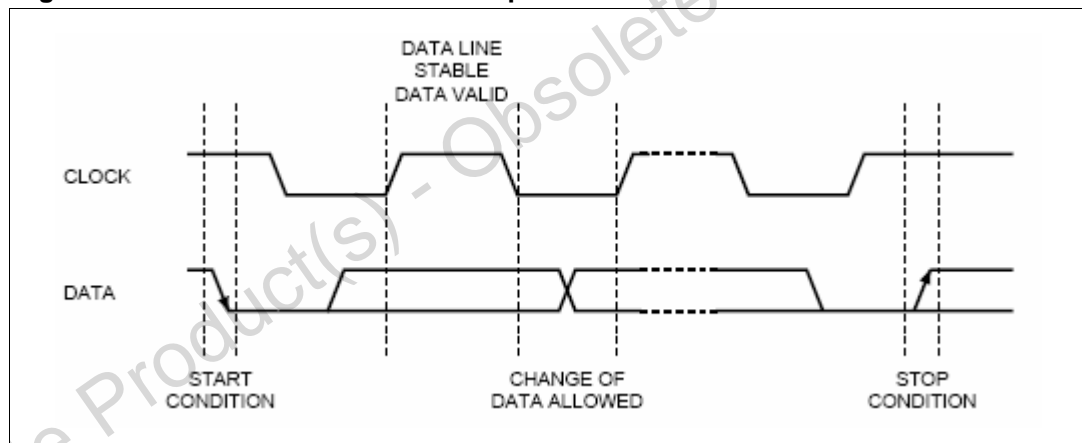 DATA LINE
STABLE
DATA VALID
CLOCK
DATA
START
CONDITION
CHANGE OF
DATA ALLOWED
STOP
CONDITION
Product(s) - Obsolete